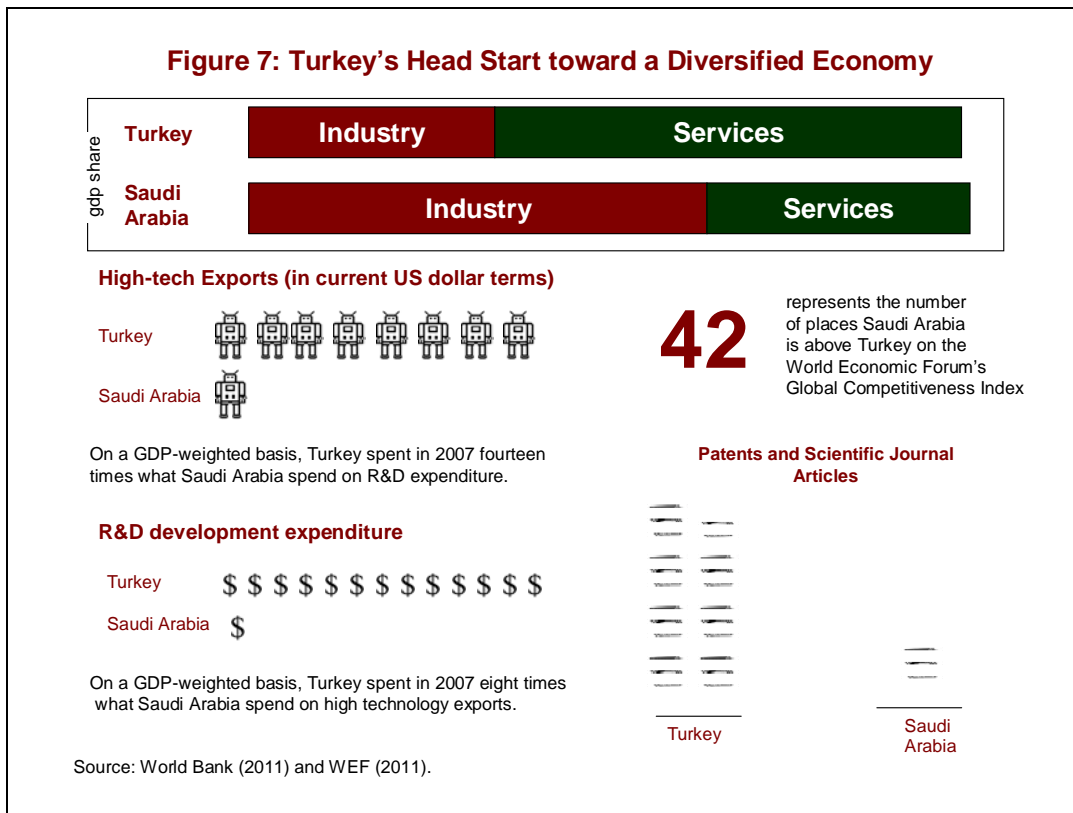 Figure 7: Turkey's Head Start toward a Diversified Economy
gdp share
Turkey
Industry
Services
Saudi
Arabia
Industry
Services
High-tech Exports (in current US dollar terms)
Turkey
Saudi Arabia
On a GDP-weighted basis, Turkey spent in 2007 fourteen
times what Saudi Arabia spend on R&D expenditure.
42
represents the number
of places Saudi Arabia
is above Turkey on the
World Economic Forum's
Global Competitiveness Index
R&D development expenditure
Turkey
$ $ $ $ $ $ $ $ $ $ $ $ $
Saudi Arabia
$
On a GDP-weighted basis, Turkey spent in 2007 eight times
what Saudi Arabia spend on high technology exports.
Patents and Scientific Journal
Articles
Turkey
Saudi
Arabia
Source: World Bank (2011) and WEF (2011).